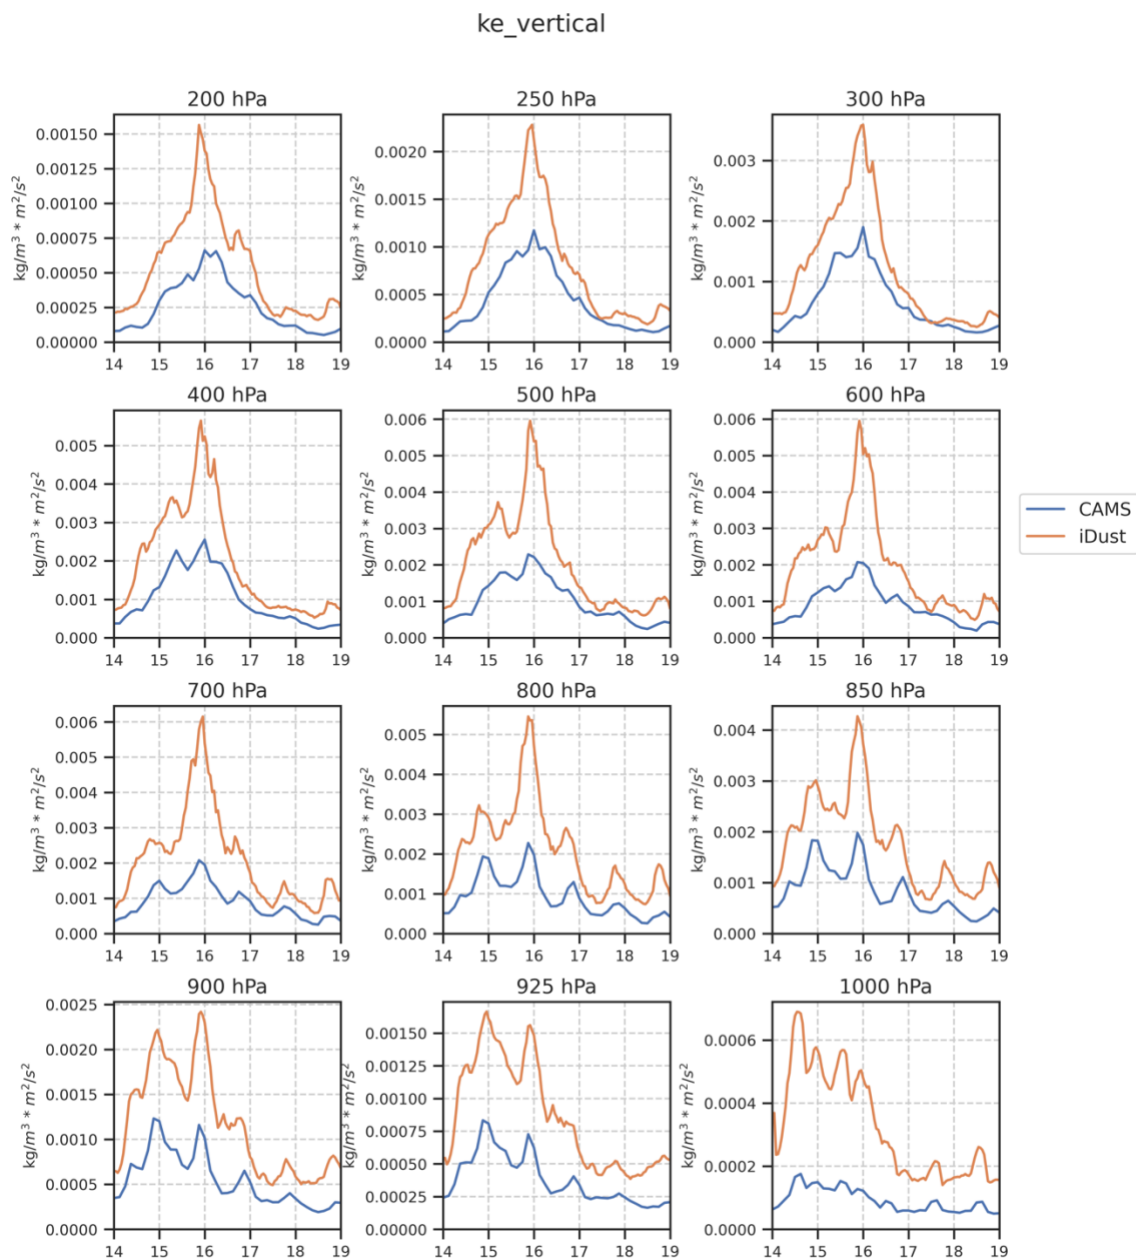 ke_vertical
200 hPa
250 hPa
300 hPa
kg/m³ * m²/s²
0.00150
0.00125
0.00100
0.00075
0.00050
0.00025
0.00000
14 15 16 17 18 19
kg/m³ * m²/s²
0.0020
0.0015
0.0010
0.0005
0.0000
14 15 16 17 18 19
kg/m³ * m²/s²
0.003
0.002
0.001
0.000
14 15 16 17 18 19
400 hPa
500 hPa
600 hPa
kg/m³ * m²/s²
0.005
0.004
0.003
0.002
0.001
0.000
14 15 16 17 18 19
kg/m³ * m²/s²
0.006
0.005
0.004
0.003
0.002
0.001
0.000
14 15 16 17 18 19
kg/m³ * m²/s²
0.006
0.005
0.004
0.003
0.002
0.001
0.000
14 15 16 17 18 19
CAMS
iDust
700 hPa
800 hPa
850 hPa
kg/m³ * m²/s²
0.006
0.005
0.004
0.003
0.002
0.001
0.000
14 15 16 17 18 19
kg/m³ * m²/s²
0.005
0.004
0.003
0.002
0.001
0.000
14 15 16 17 18 19
kg/m³ * m²/s²
0.004
0.003
0.002
0.001
0.000
14 15 16 17 18 19
900 hPa
925 hPa
1000 hPa
kg/m³ * m²/s²
0.0025
0.0020
0.0015
0.0010
0.0005
0.0000
14 15 16 17 18 19
kg/m³ * m²/s²
0.00150
0.00125
0.00100
0.00075
0.00050
0.00025
0.00000
14 15 16 17 18 19
kg/m³ * m²/s²
0.0006
0.0004
0.0002
0.0000
14 15 16 17 18 19